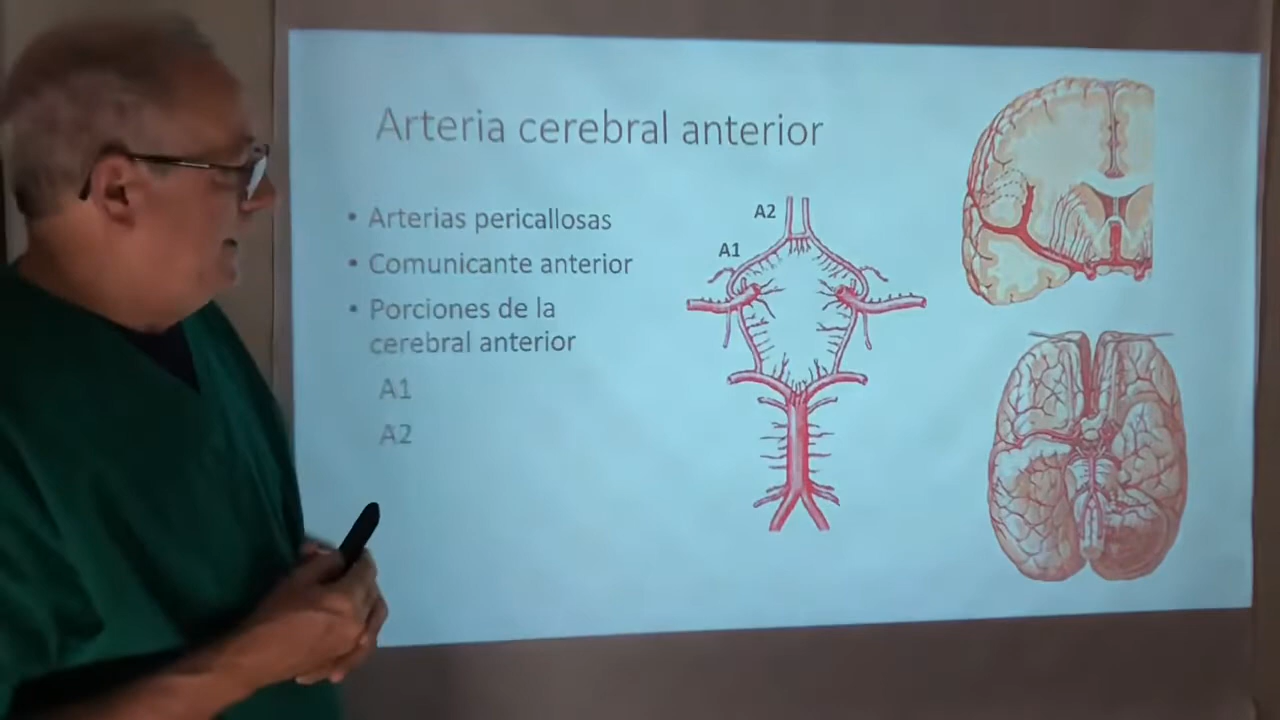 Arteria cerebral anterior
• Arterias pericallosas
• Comunicante anterior
• Porciones de la
cerebral anterior
A1
A2
A2
A1